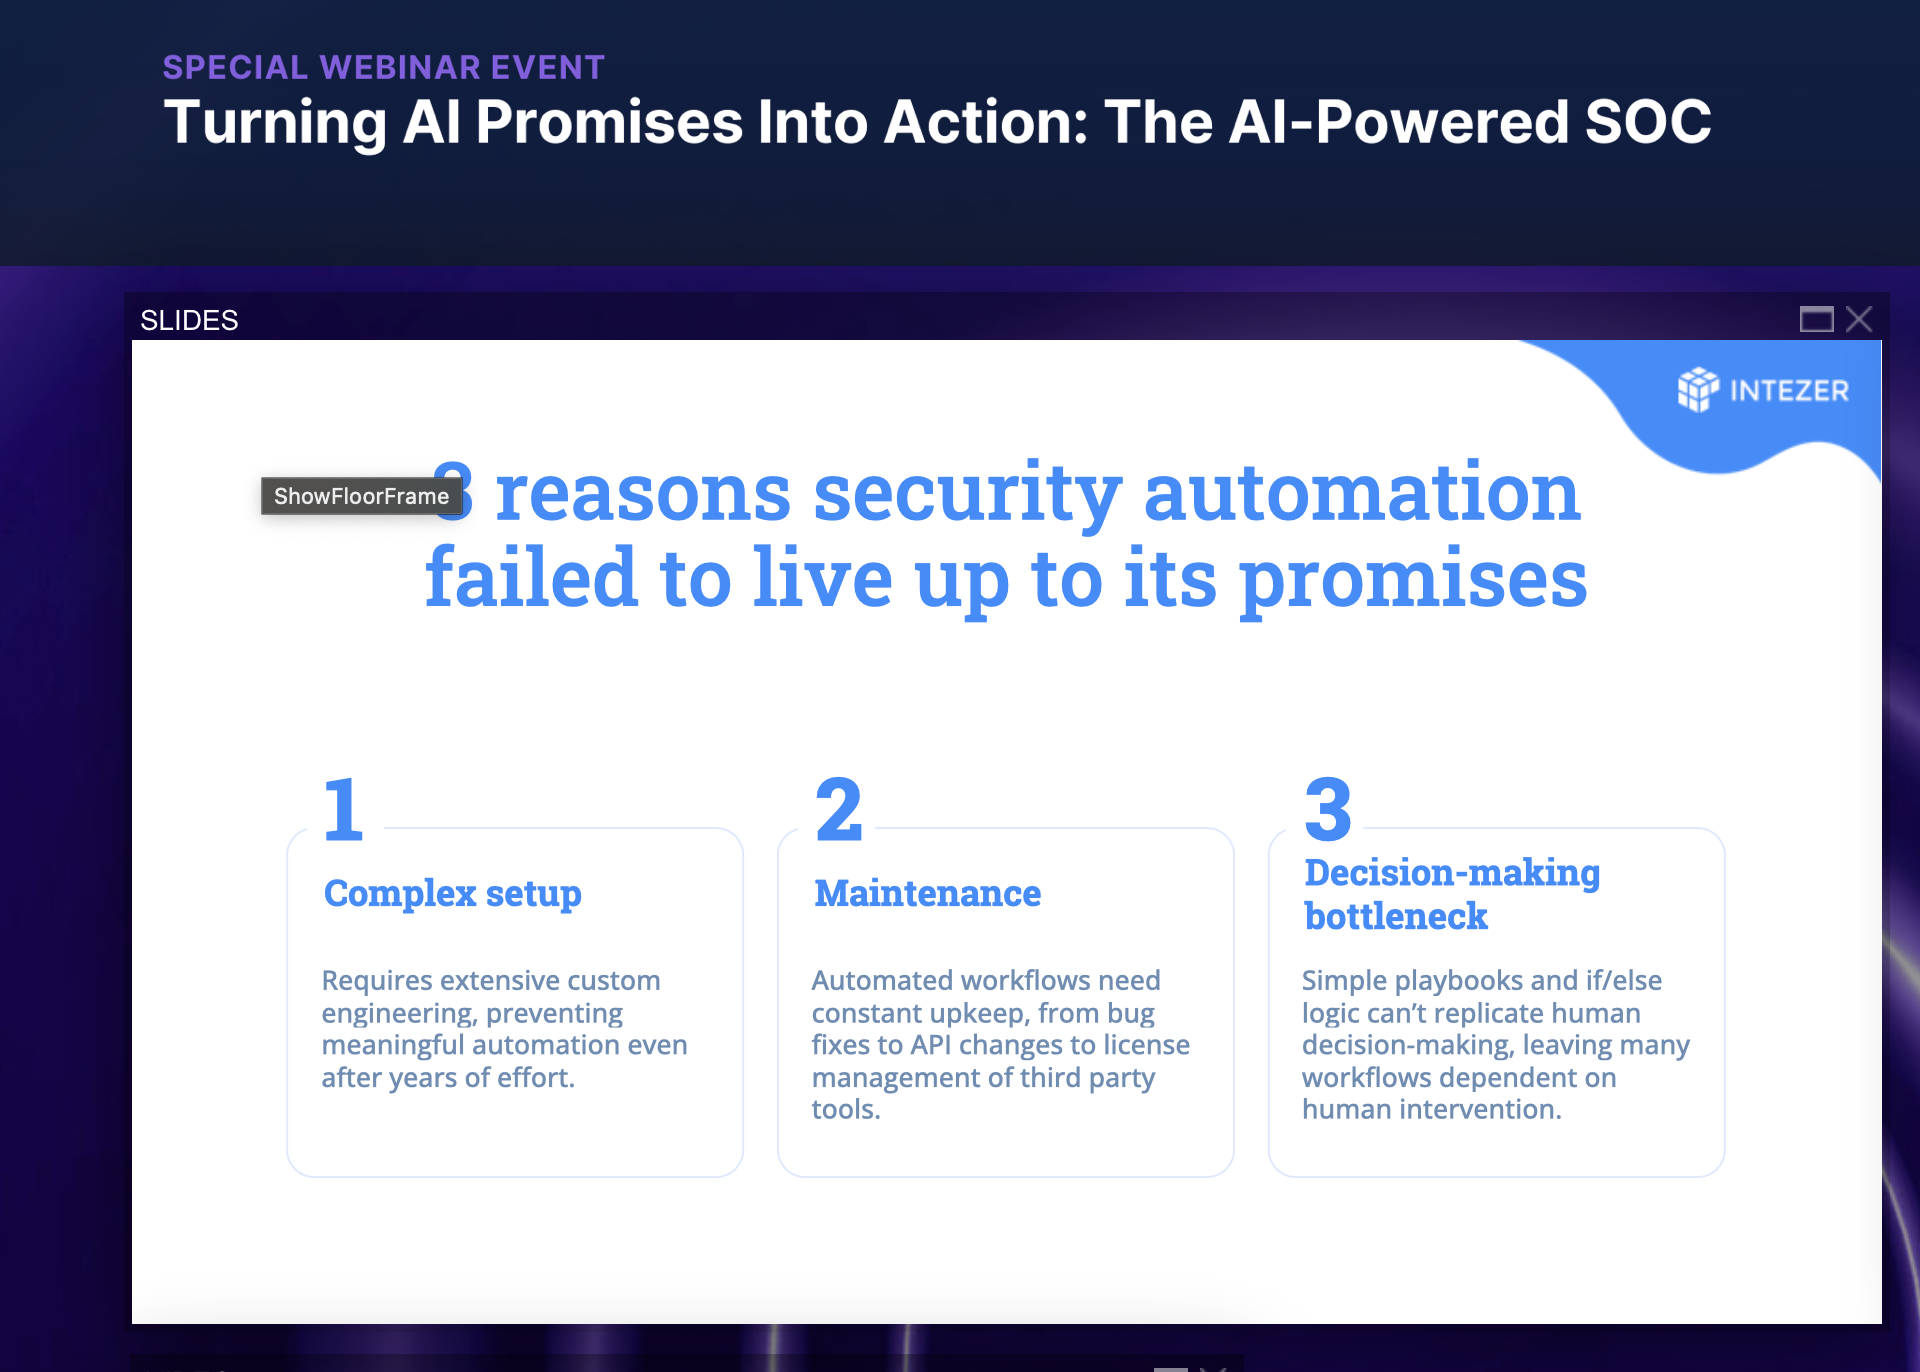 SPECIAL WEBINAR EVENT
Turning AI Promises Into Action: The AI-Powered SOC
SLIDES
INTEZER
ShowFloorFrame
3 reasons security automation
failed to live up to its promises
1
Complex setup
Requires extensive custom
engineering, preventing
meaningful automation even
after years of effort.
2
Maintenance
Automated workflows need
constant upkeep, from bug
fixes to API changes to license
management of third party
tools.
3
Decision-making
bottleneck
Simple playbooks and if/else
logic can’t replicate human
decision-making, leaving many
workflows dependent on
human intervention.